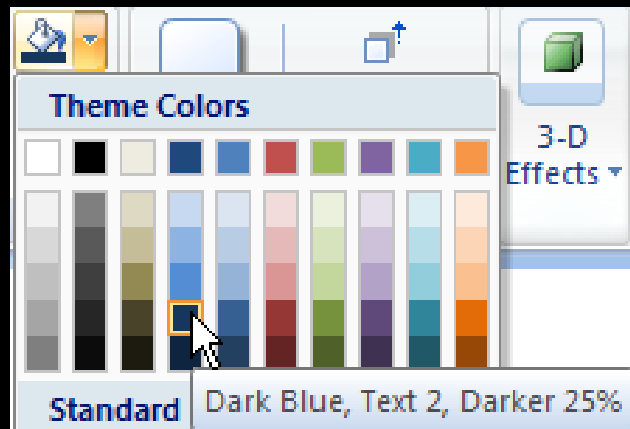 Theme Colors
3-D
Effects
Standard
Dark Blue, Text 2, Darker 25%